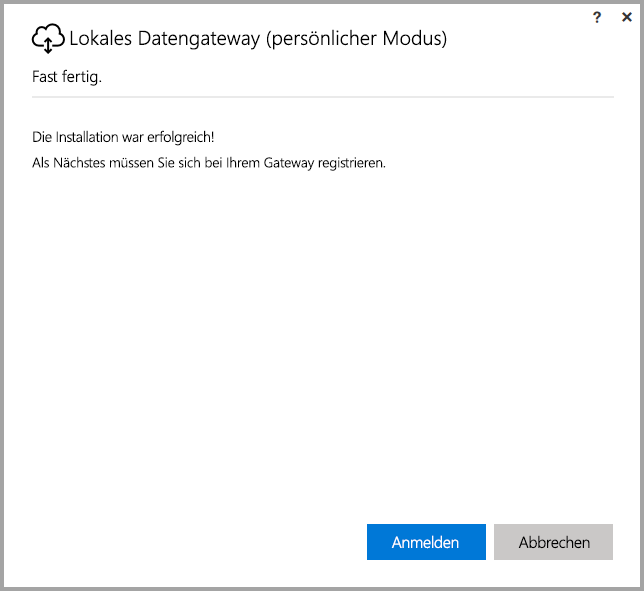 ? ×
Lokales Datengateway (persönlicher Modus)
Fast fertig.
Die Installation war erfolgreich!
Als Nächstes müssen Sie sich bei Ihrem Gateway registrieren.
Anmelden Abbrechen